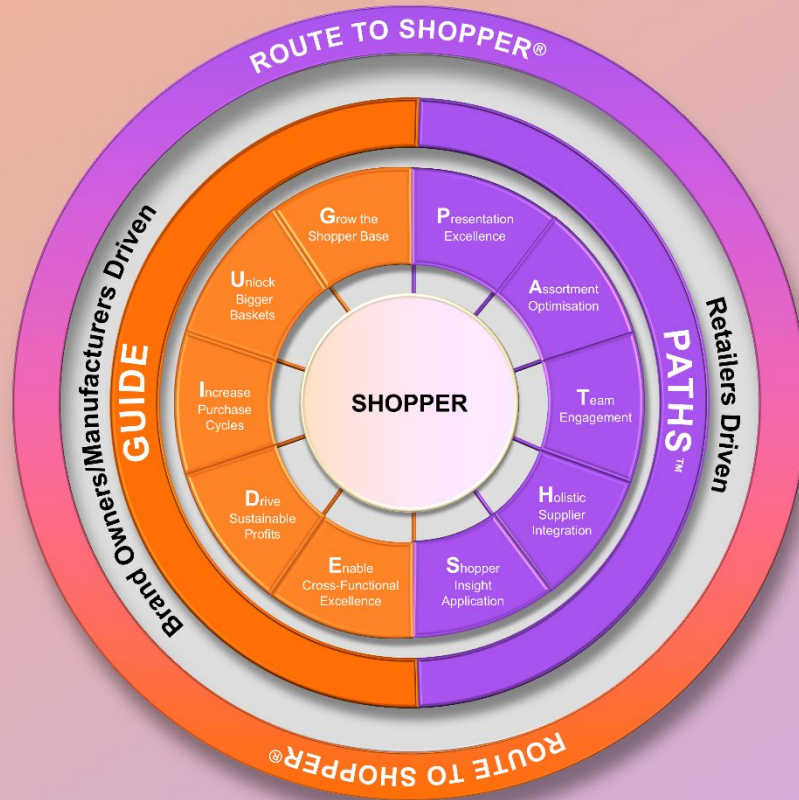 ROUTE TO SHOPPER®
Brand Owners/Manufacturers Driven
GUIDE
Grow the
Shopper Base
Unlock
Bigger
Baskets
Increase
Purchase
Cycles
Drive
Sustainable
Profits
Enable
Cross-Functional
Excellence
SHOPPER
Presentation
Excellence
Assortment
Optimisation
Team
Engagement
Holistic
Supplier
Integration
Shopper
Insight
Application
PATHS™
Retailers Driven
ROUTE TO SHOPPER®